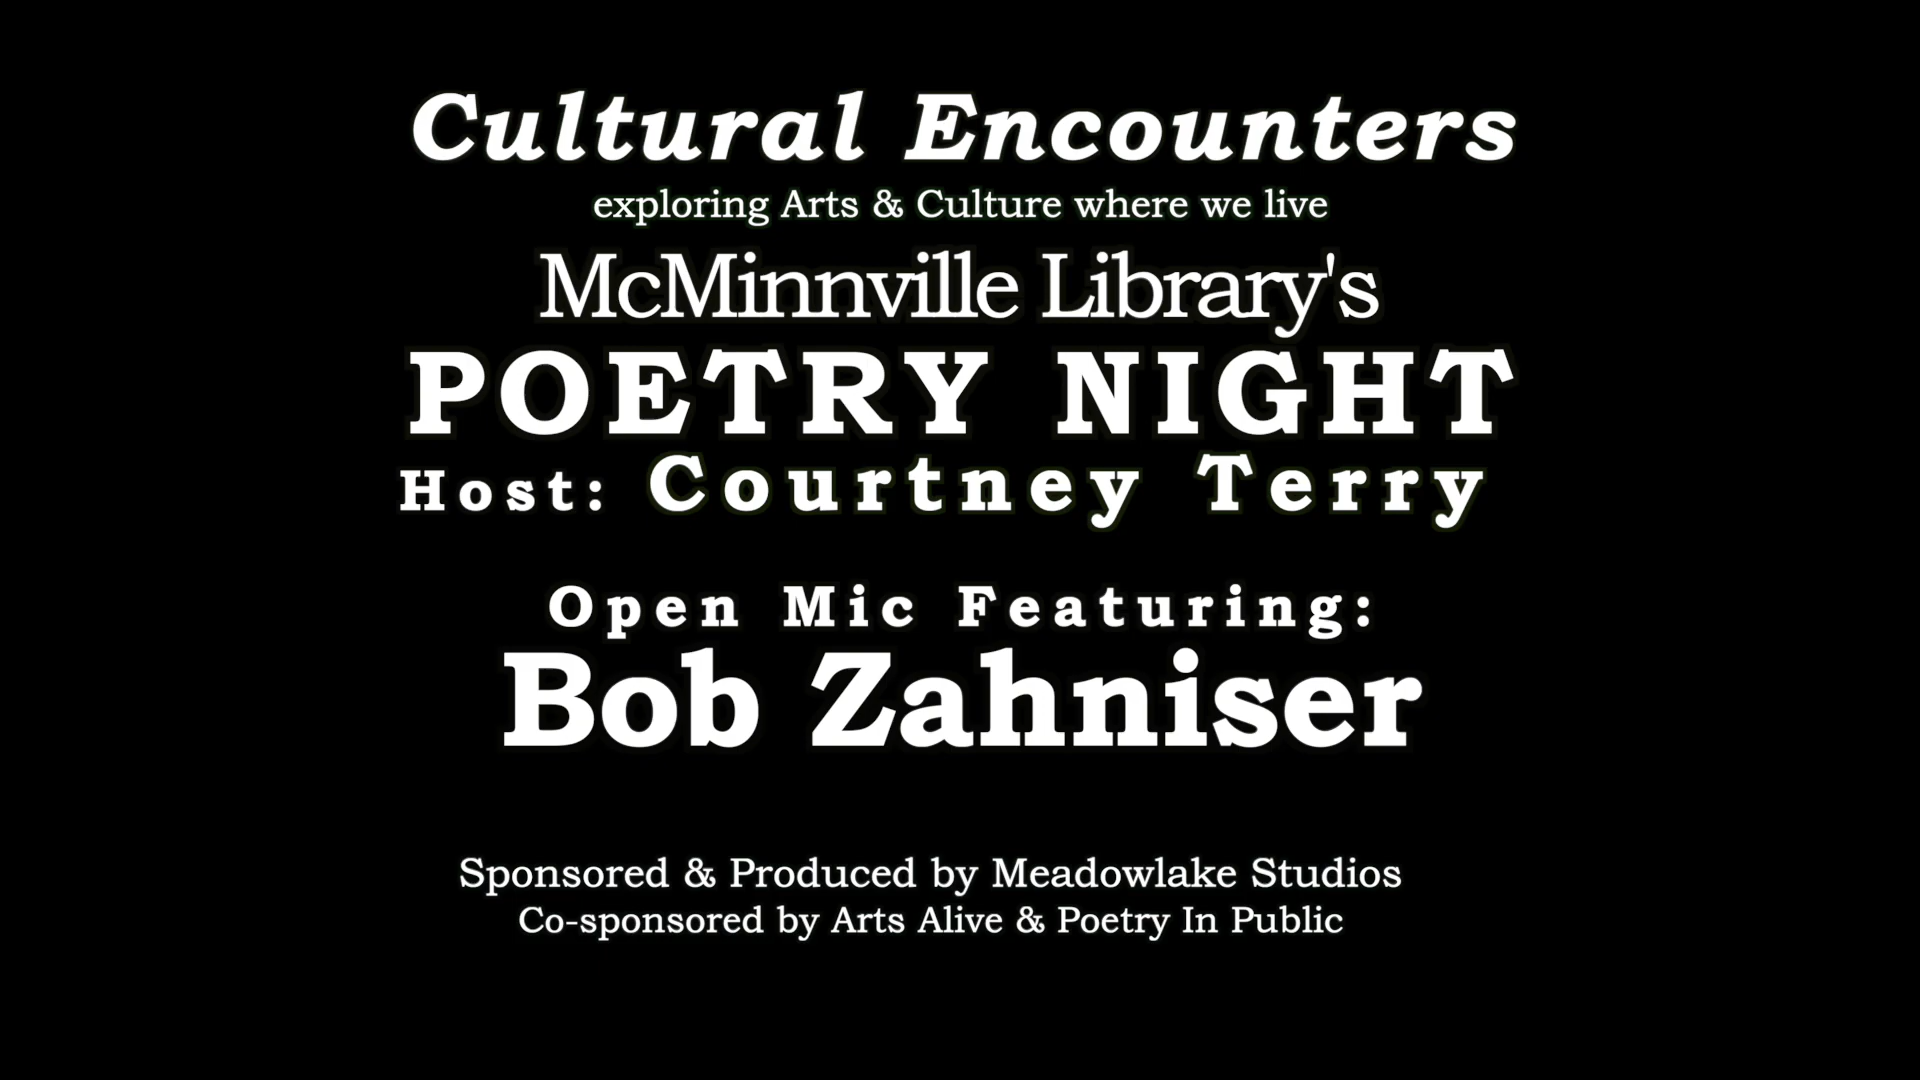 Cultural Encounters
exploring Arts & Culture where we live
McMinnville Library's
POETRY NIGHT
Host: Courtney Terry
Open Mic Featuring:
Bob Zahniser
Sponsored & Produced by Meadowlake Studios
Co-sponsored by Arts Alive & Poetry In Public